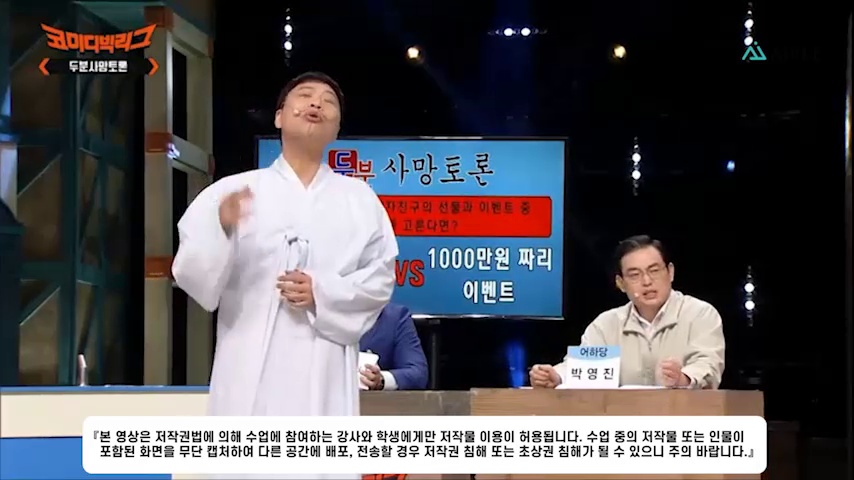 코미디빅리그
두분사망토론
두분 사망토론
자친구의 선물과 이벤트 중
고른다면?
VS 1000만원 짜리
이벤트
어하당
박영진
『본 영상은 저작권법에 의해 수업에 참여하는 강사와 학생에게만 저작물 이용이 허용됩니다. 수업 중의 저작물 또는 인물이
포함된 화면을 무단 캡처하여 다른 공간에 배포, 전송할 경우 저작권 침해 또는 초상권 침해가 될 수 있으니 주의 바랍니다.』